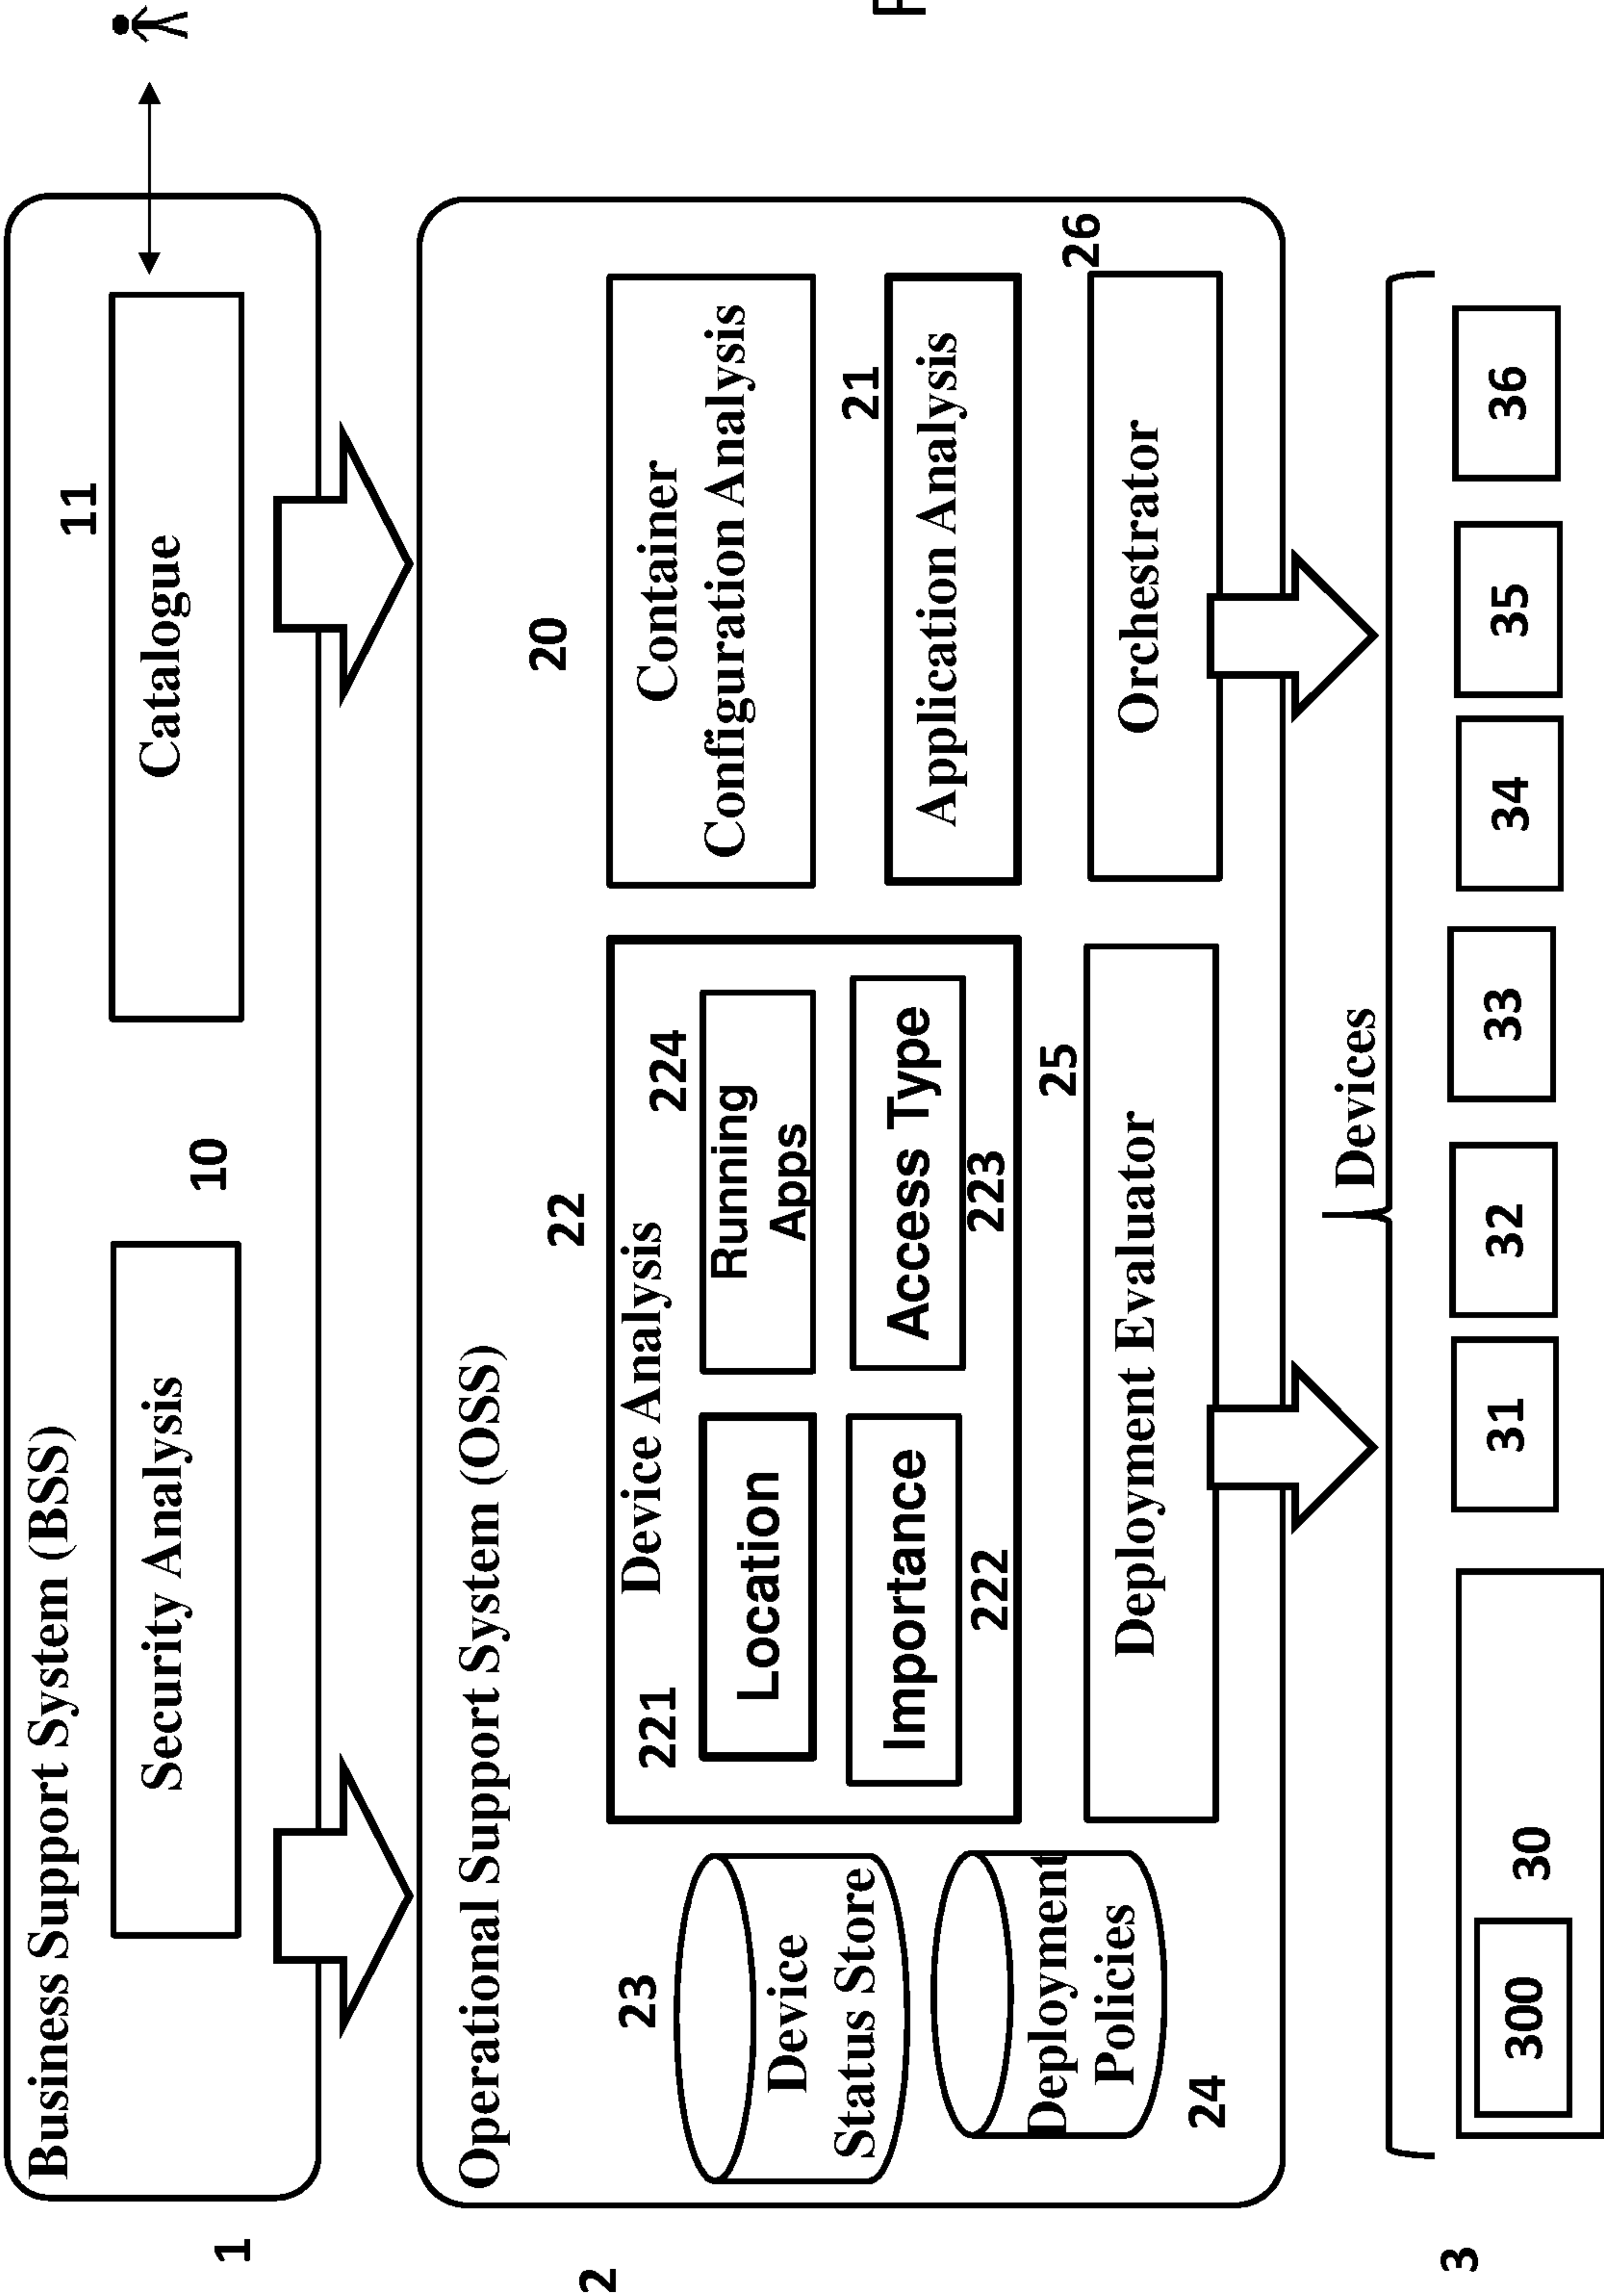 Business Support System (BSS)
1
Security Analysis
10
11
Catalogue
Operational Support System (OSS)
2
23
Device
Status Store
Deployment
Policies
24
22
Device Analysis
221
Location
224
Running
Apps
Importance
222
Access Type
223
20
Container
Configuration Analysis
21
Application Analysis
25
Deployment Evaluator
26
Orchestrator
Devices
3
300
30
31
32
33
34
35
36